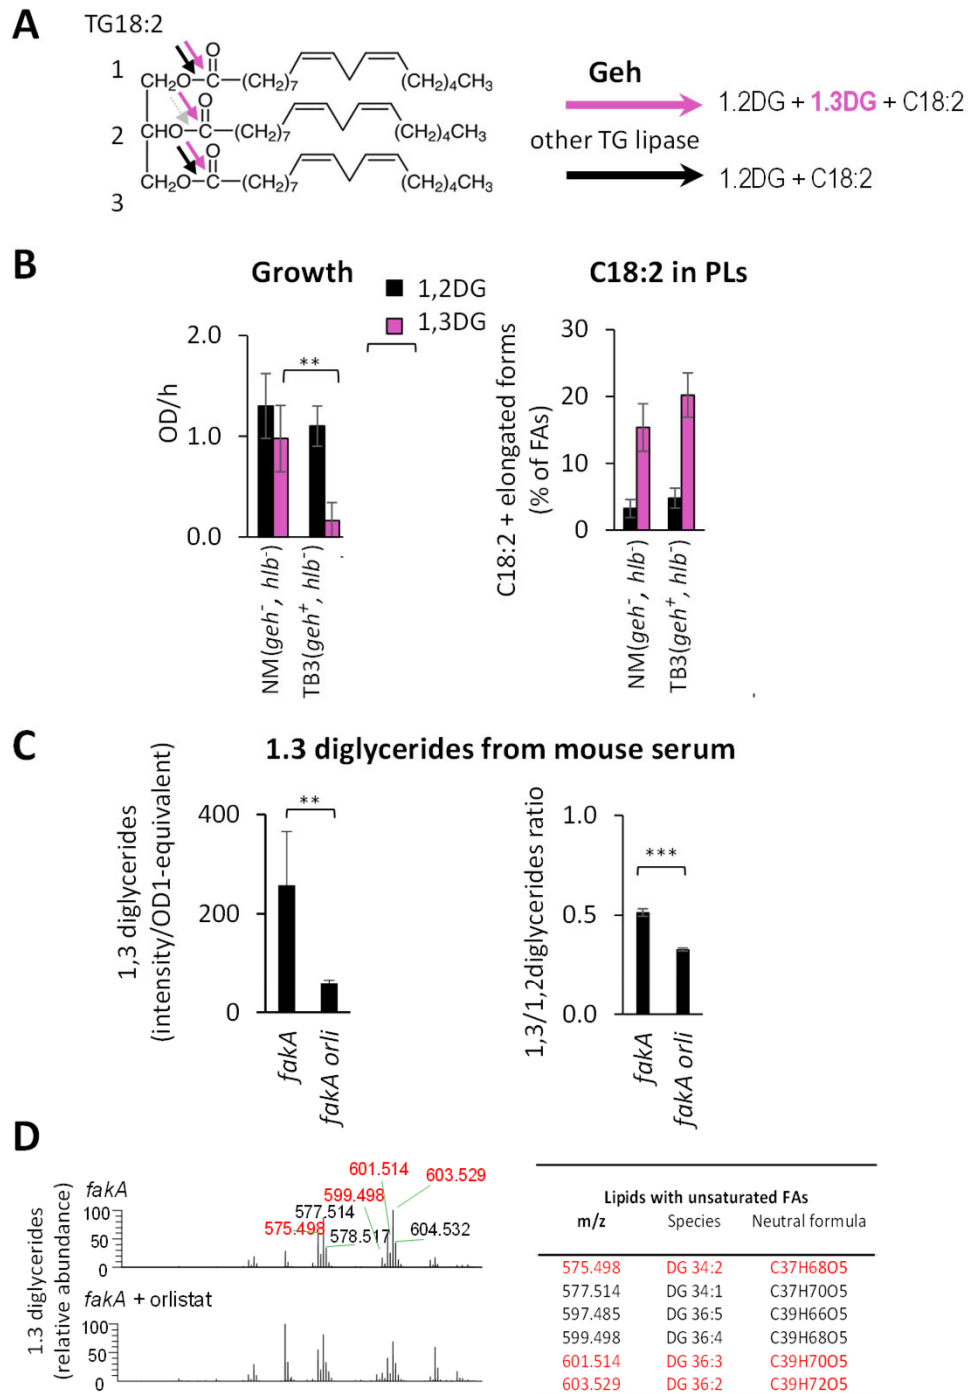 A
TG18:2
1
2
3
O
CH₂O–C–(CH₂)₇ (CH₂)₄CH₃
O
CHO–C–(CH₂)₇ (CH₂)₄CH₃
O
CH₂O–C–(CH₂)₇ (CH₂)₄CH₃
Geh
1.2DG + 1.3DG + C18:2
other TG lipase
1.2DG + C18:2
B
Growth
1,2DG
1,3DG
OD/h
2.0
1.0
0.0
**
NM(geh⁻, hlb⁻)
TB3(geh⁺, hlb⁻)
C18:2 in PLs
C18:2 + elongated forms
(% of FAs)
30
20
10
0
NM(geh⁻, hlb⁻)
TB3(geh⁺, hlb⁻)
C
1.3 diglycerides from mouse serum
1,3 diglycerides
(intensity/OD1-equivalent)
400
200
0
**
fakA
fakA orli
1,3/1,2diglycerides ratio
1.0
0.5
0.0
***
fakA
fakA orli
D
1.3 diglycerides
(relative abundance)
fakA
100
50
0
575.498
577.514
578.517
599.498
601.514
603.529
604.532
fakA + orlistat
100
50
0
Lipids with unsaturated FAs
m/z Species Neutral formula
575.498 DG 34:2 C37H68O5
577.514 DG 34:1 C37H70O5
597.485 DG 36:5 C39H66O5
599.498 DG 36:4 C39H68O5
601.514 DG 36:3 C39H70O5
603.529 DG 36:2 C39H72O5